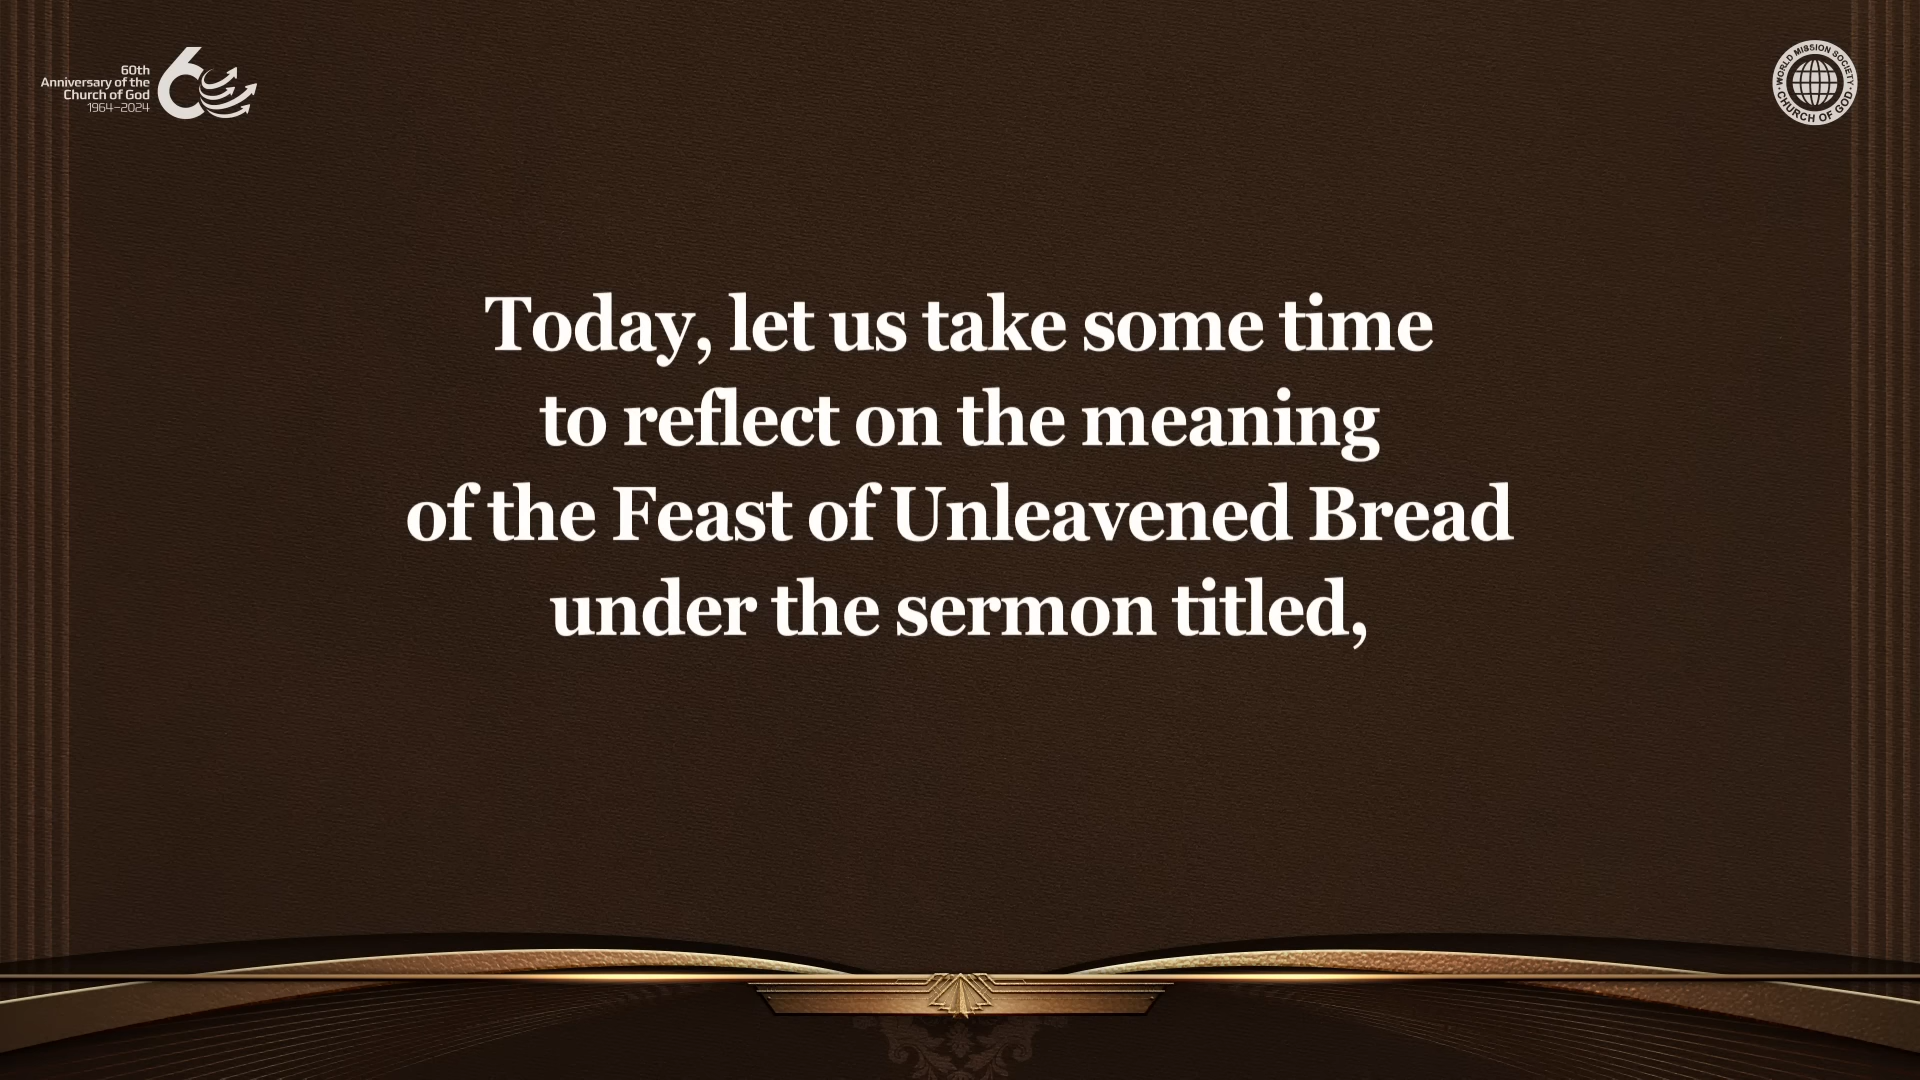 60th
Anniversary of the
Church of God
1964–2024
WORLD MISSION SOCIETY
CHURCH OF GOD
Today, let us take some time
to reflect on the meaning
of the Feast of Unleavened Bread
under the sermon titled,